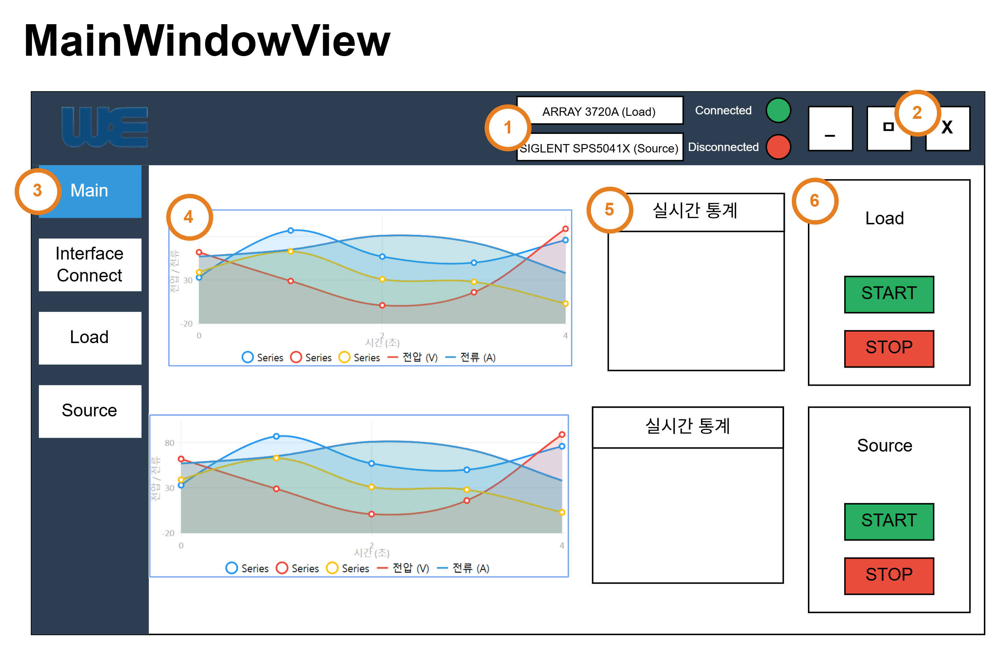 MainWindowView
WE
1
ARRAY 3720A (Load)
Connected
SIGLENT SPS5041X (Source)
Disconnected
_
2
X
3
Main
Interface
Connect
Load
Source
4
전압 / 전류
30
-20
0
2
4
시간 (초)
Series
Series
Series
전압 (V)
전류 (A)
5
실시간 통계
6
Load
START
STOP
전압 / 전류
80
30
-20
0
2
4
시간 (초)
Series
Series
Series
전압 (V)
전류 (A)
실시간 통계
Source
START
STOP